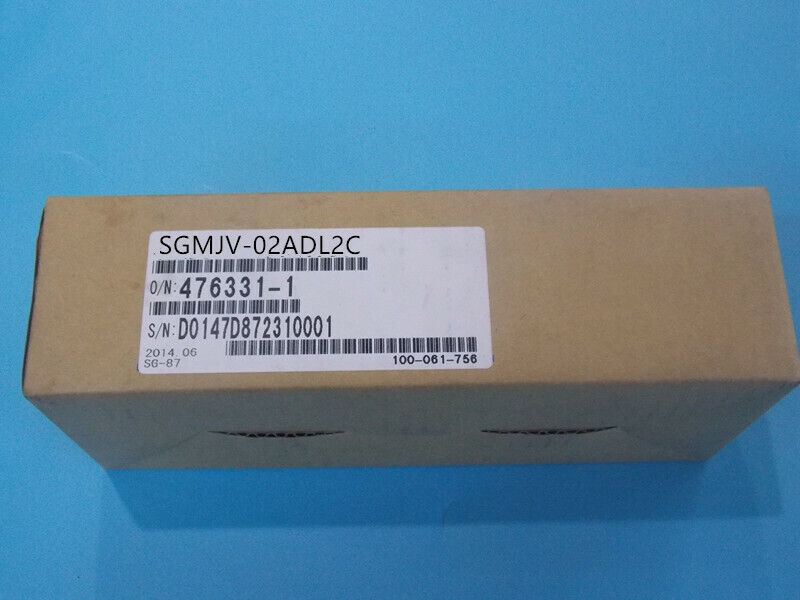 SGMJV-02ADL2C
O/N: 476331-1
S/N: D0147D872310001
2014.06
SG-87
100-061-756